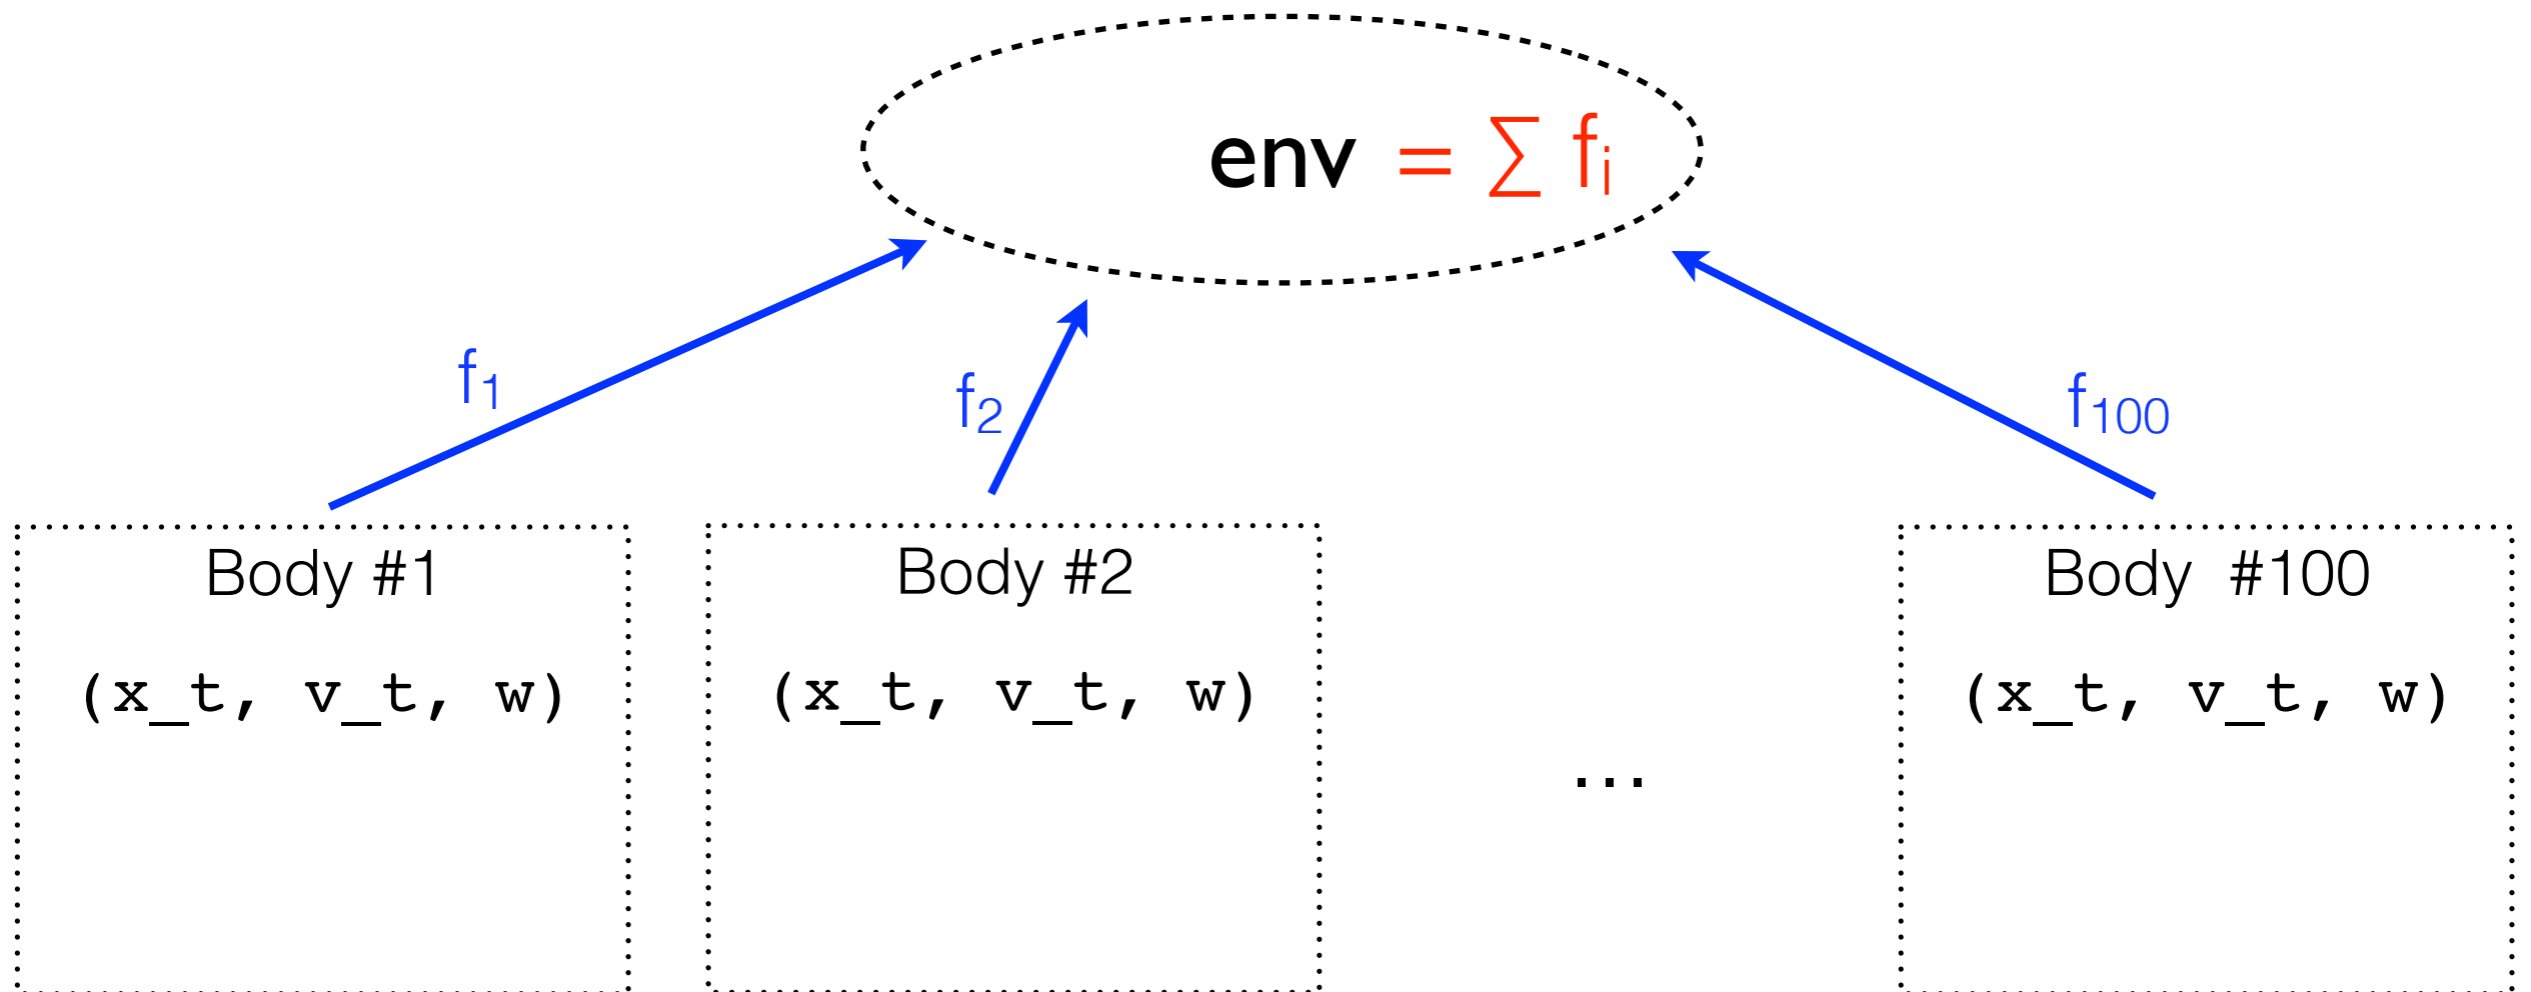 env = ∑ fi
f1
f2
f100
Body #1
(x_t, v_t, w)
Body #2
(x_t, v_t, w)
...
Body #100
(x_t, v_t, w)